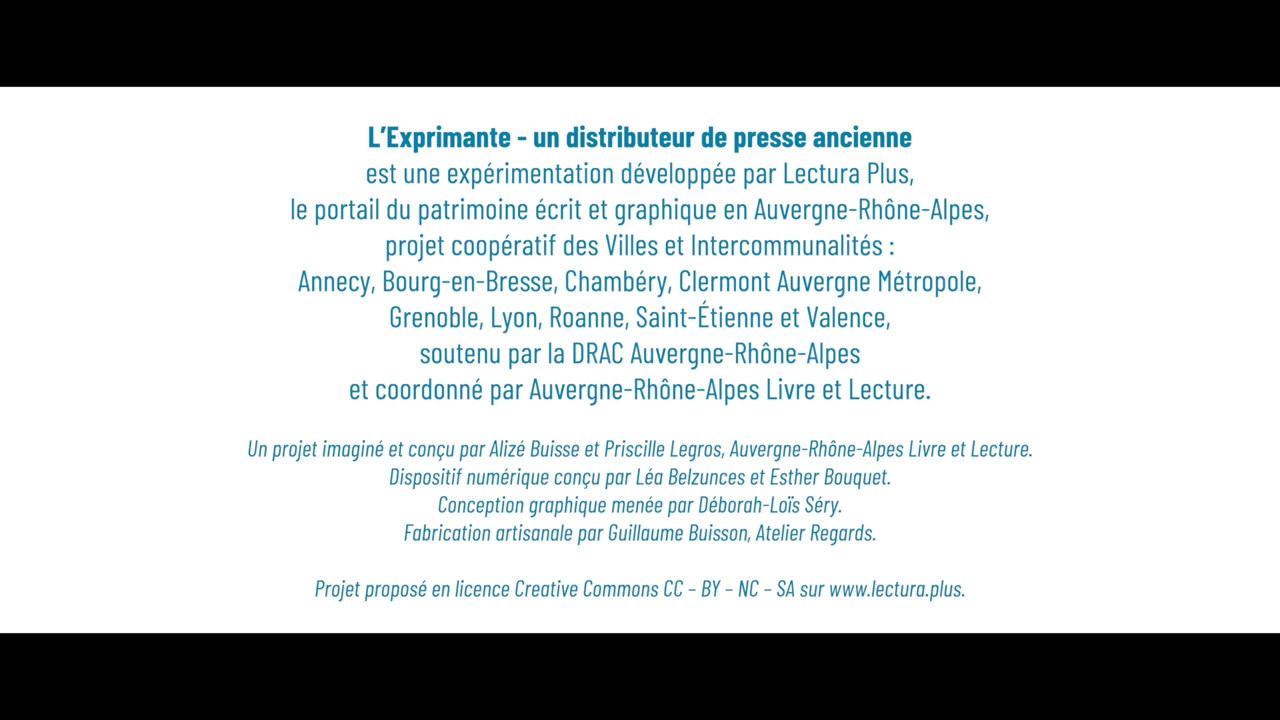 L'Exprimante - un distributeur de presse ancienne
est une expérimentation développée par Lectura Plus,
le portail du patrimoine écrit et graphique en Auvergne-Rhône-Alpes,
projet coopératif des Villes et Intercommunalités :
Annecy, Bourg-en-Bresse, Chambéry, Clermont Auvergne Métropole,
Grenoble, Lyon, Roanne, Saint-Étienne et Valence,
soutenu par la DRAC Auvergne-Rhône-Alpes
et coordonné par Auvergne-Rhône-Alpes Livre et Lecture.
Un projet imaginé et conçu par Alizé Buisse et Priscille Legros, Auvergne-Rhône-Alpes Livre et Lecture.
Dispositif numérique conçu par Léa Belzunces et Esther Bouquet.
Conception graphique menée par Déborah-Loïs Séry.
Fabrication artisanale par Guillaume Buisson, Atelier Regards.
Projet proposé en licence Creative Commons CC – BY – NC – SA sur www.lectura.plus.